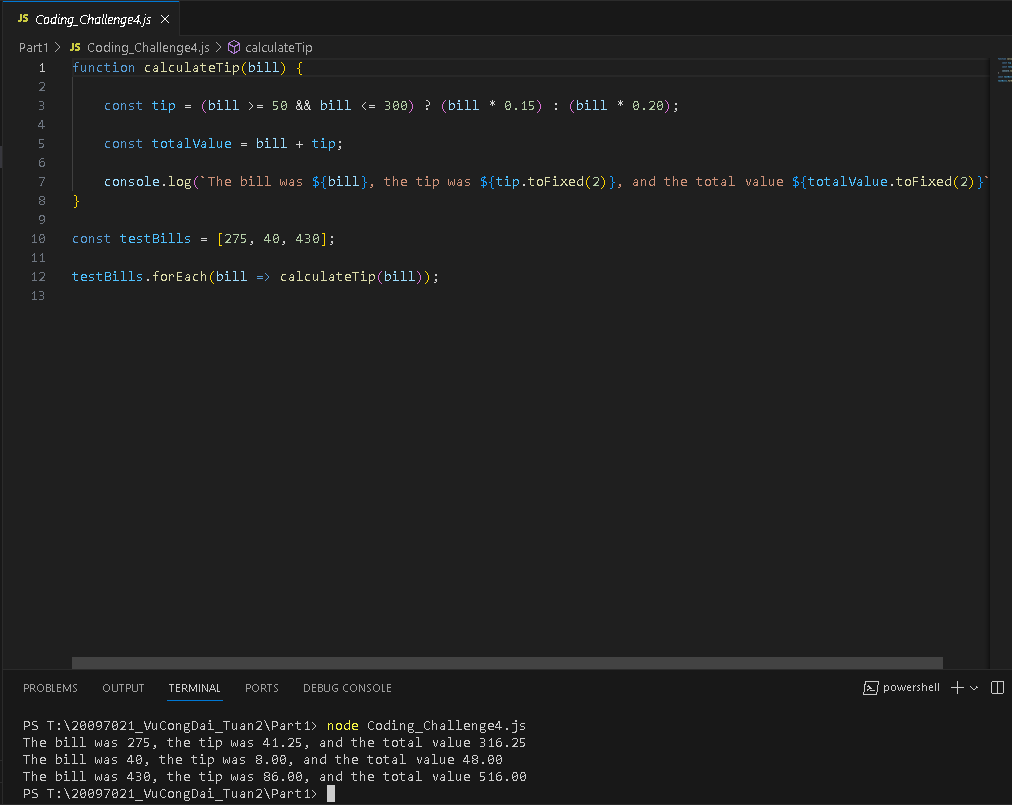 JS Coding_Challenge4.js ×
Part1 > JS Coding_Challenge4.js > calculateTip
1 function calculateTip(bill) {
2
3     const tip = (bill >= 50 && bill <= 300) ? (bill * 0.15) : (bill * 0.20);
4
5     const totalValue = bill + tip;
6
7     console.log(`The bill was ${bill}, the tip was ${tip.toFixed(2)}, and the total value ${totalValue.toFixed(2)}`
8 }
9
10 const testBills = [275, 40, 430];
11
12 testBills.forEach(bill => calculateTip(bill));
13
PROBLEMS OUTPUT TERMINAL PORTS DEBUG CONSOLE powershell
PS T:\20097021_VuCongDai_Tuan2\Part1> node Coding_Challenge4.js
The bill was 275, the tip was 41.25, and the total value 316.25
The bill was 40, the tip was 8.00, and the total value 48.00
The bill was 430, the tip was 86.00, and the total value 516.00
PS T:\20097021_VuCongDai_Tuan2\Part1>